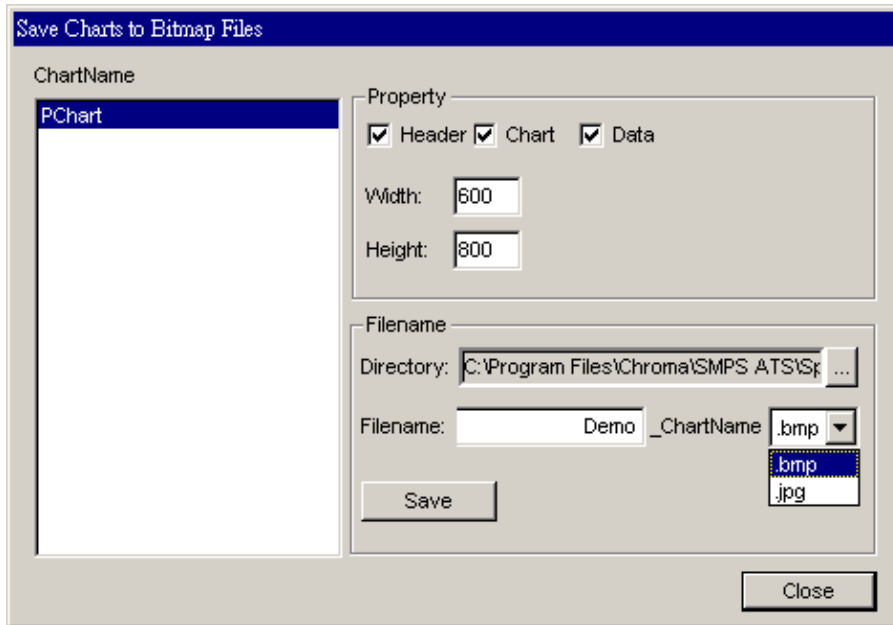 Save Charts to Bitmap Files
ChartName
PChart
Property
Header Chart Data
Width: 600
Height: 800
Filename
Directory: C:\Program Files\Chroma\SMPS ATS\Sp ...
Filename: Demo _ChartName .bmp
.bmp
.jpg
Save
Close